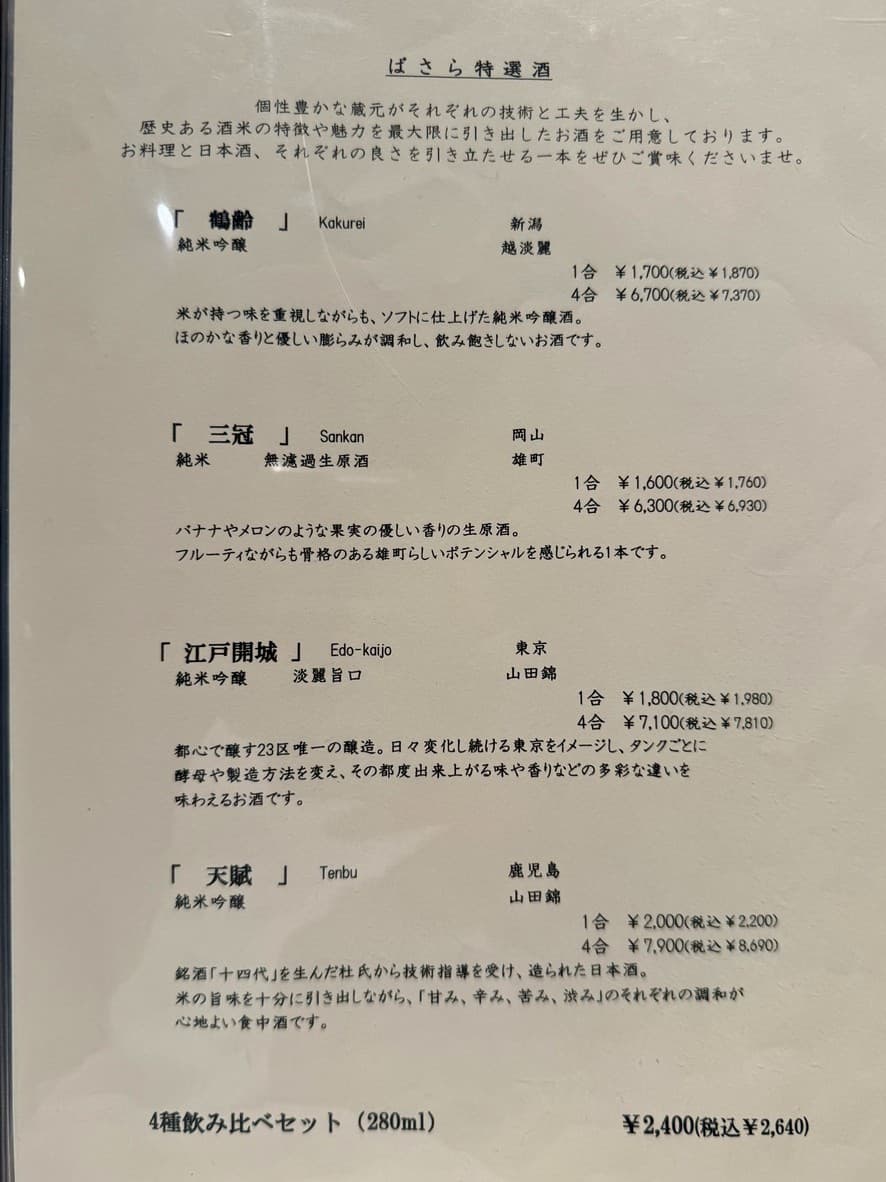 ばさら特選酒
個性豊かな蔵元がそれぞれの技術と工夫を生かし、
歴史ある酒米の特徴や魅力を最大限に引き出したお酒をご用意しております。
お料理と日本酒、それぞれの良さを引き立たせる一本をぜひご賞味くださいませ。
「 鶴齢 」 Kakurei 新潟
純米吟醸 越淡麗
1合 ￥1,700(税込￥1,870)
4合 ￥6,700(税込￥7,370)
米が持つ味を重視しながらも、ソフトに仕上げた純米吟醸酒。
ほのかな香りと優しい膨らみが調和し、飲み飽きしないお酒です。
「 三冠 」 Sankan 岡山
純米 無濾過生原酒 雄町
1合 ￥1,600(税込￥1,760)
4合 ￥6,300(税込￥6,930)
バナナやメロンのような果実の優しい香りの生原酒。
フルーティながらも骨格のある雄町らしいポテンシャルを感じられる1本です。
「 江戸開城 」 Edo-kaijo 東京
純米吟醸 淡麗旨口 山田錦
1合 ￥1,800(税込￥1,980)
4合 ￥7,100(税込￥7,810)
都心で醸す23区唯一の醸造。日々変化し続ける東京をイメージし、タンクごとに
酵母や製造方法を変え、その都度出来上がる味や香りなどの多彩な違いを
味わえるお酒です。
「 天賦 」 Tenbu 鹿児島
純米吟醸 山田錦
1合 ￥2,000(税込￥2,200)
4合 ￥7,900(税込￥8,690)
銘酒「十四代」を生んだ杜氏から技術指導を受け、造られた日本酒。
米の旨味を十分に引き出しながら、「甘み、辛み、苦み、渋み」のそれぞれの調和が
心地よい食中酒です。
4種飲み比べセット（280ml） ￥2,400(税込￥2,640)